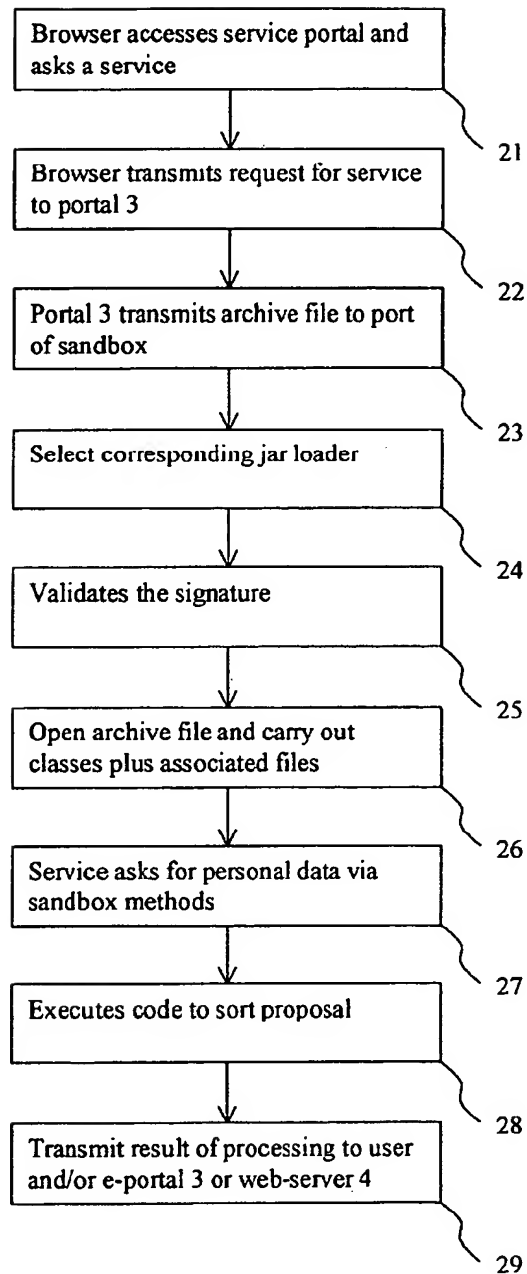 Browser accesses service portal and
asks a service
21
Browser transmits request for service
to portal 3
22
Portal 3 transmits archive file to port
of sandbox
23
Select corresponding jar loader
24
Validates the signature
25
Open archive file and carry out
classes plus associated files
26
Service asks for personal data via
sandbox methods
27
Executes code to sort proposal
28
Transmit result of processing to user
and/or e-portal 3 or web-server 4
29